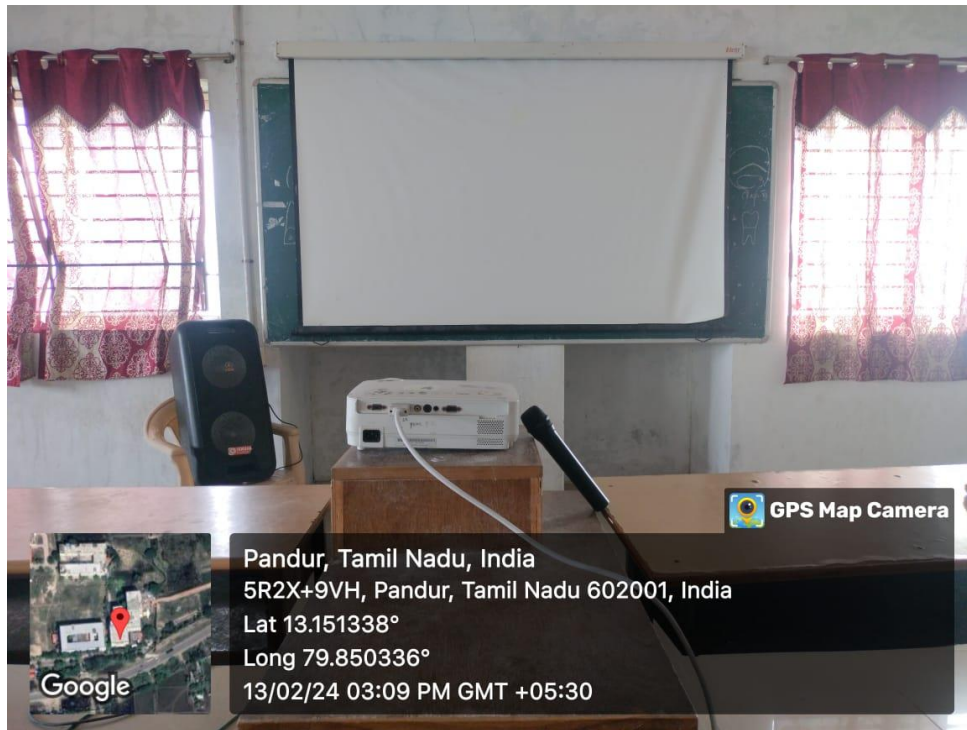 GPS Map Camera
Pandur, Tamil Nadu, India
5R2X+9VH, Pandur, Tamil Nadu 602001, India
Lat 13.151338°
Long 79.850336°
13/02/24 03:09 PM GMT +05:30
Google